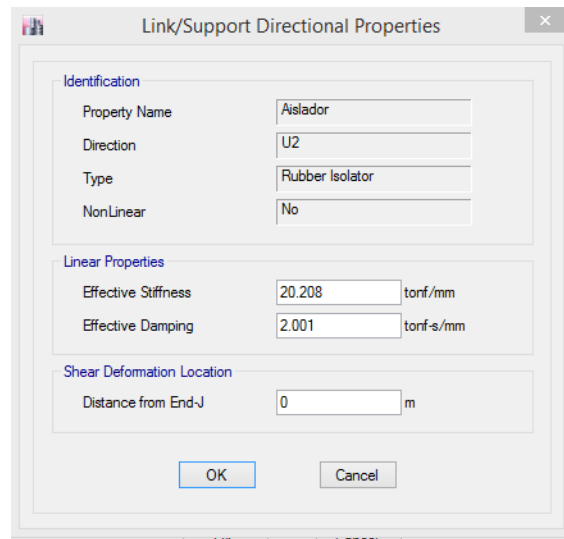 Link/Support Directional Properties
Identification
Property Name Aislador
Direction U2
Type Rubber Isolator
NonLinear No
Linear Properties
Effective Stiffness 20.208 tonf/mm
Effective Damping 2.001 tonf-s/mm
Shear Deformation Location
Distance from End-J 0 m
OK Cancel